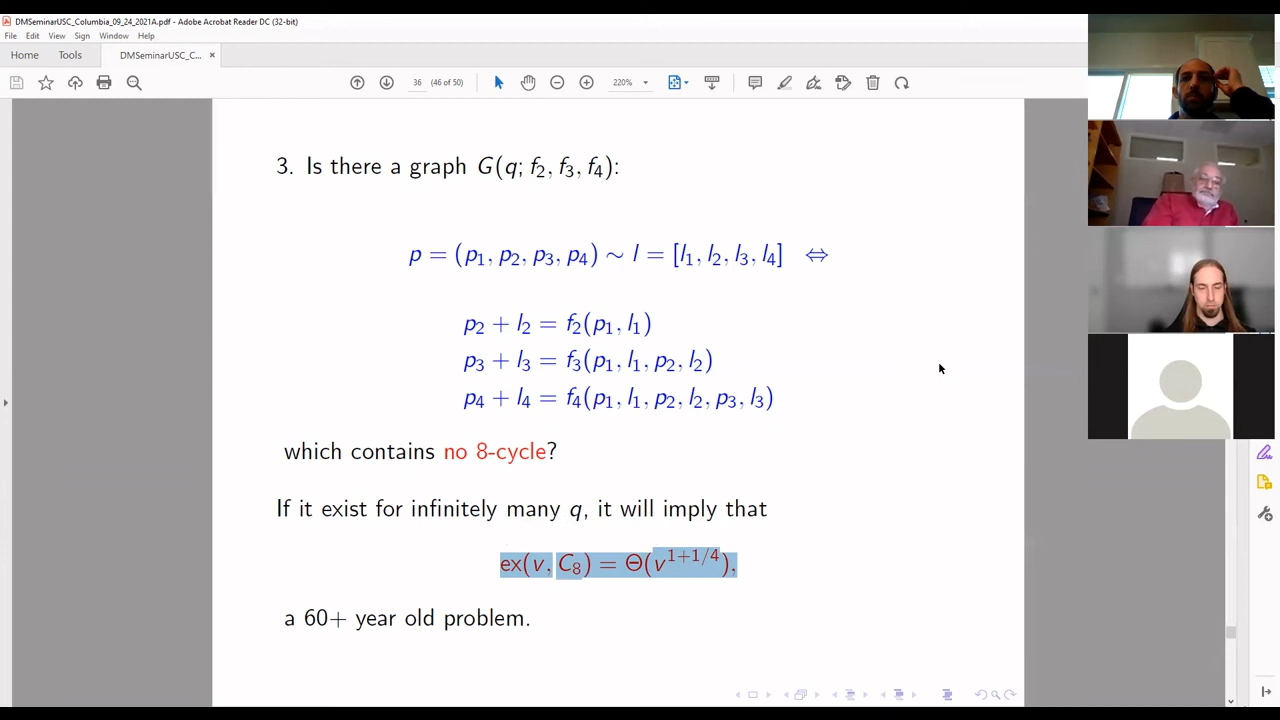 DMSeminarUSC_Columbia_09_24_2021A.pdf - Adobe Acrobat Reader DC (32-bit)
File Edit View Sign Window Help
Home Tools DMSeminarUSC_C... ×
36 (46 of 50) 220%
3. Is there a graph G(q; f₂, f₃, f₄):
p = (p₁, p₂, p₃, p₄) ∼ l = [l₁, l₂, l₃, l₄] ⇔
p₂ + l₂ = f₂(p₁, l₁)
p₃ + l₃ = f₃(p₁, l₁, p₂, l₂)
p₄ + l₄ = f₄(p₁, l₁, p₂, l₂, p₃, l₃)
which contains no 8-cycle?
If it exist for infinitely many q, it will imply that
ex(v, C₈) = Θ(v^{1+1/4}),
a 60+ year old problem.